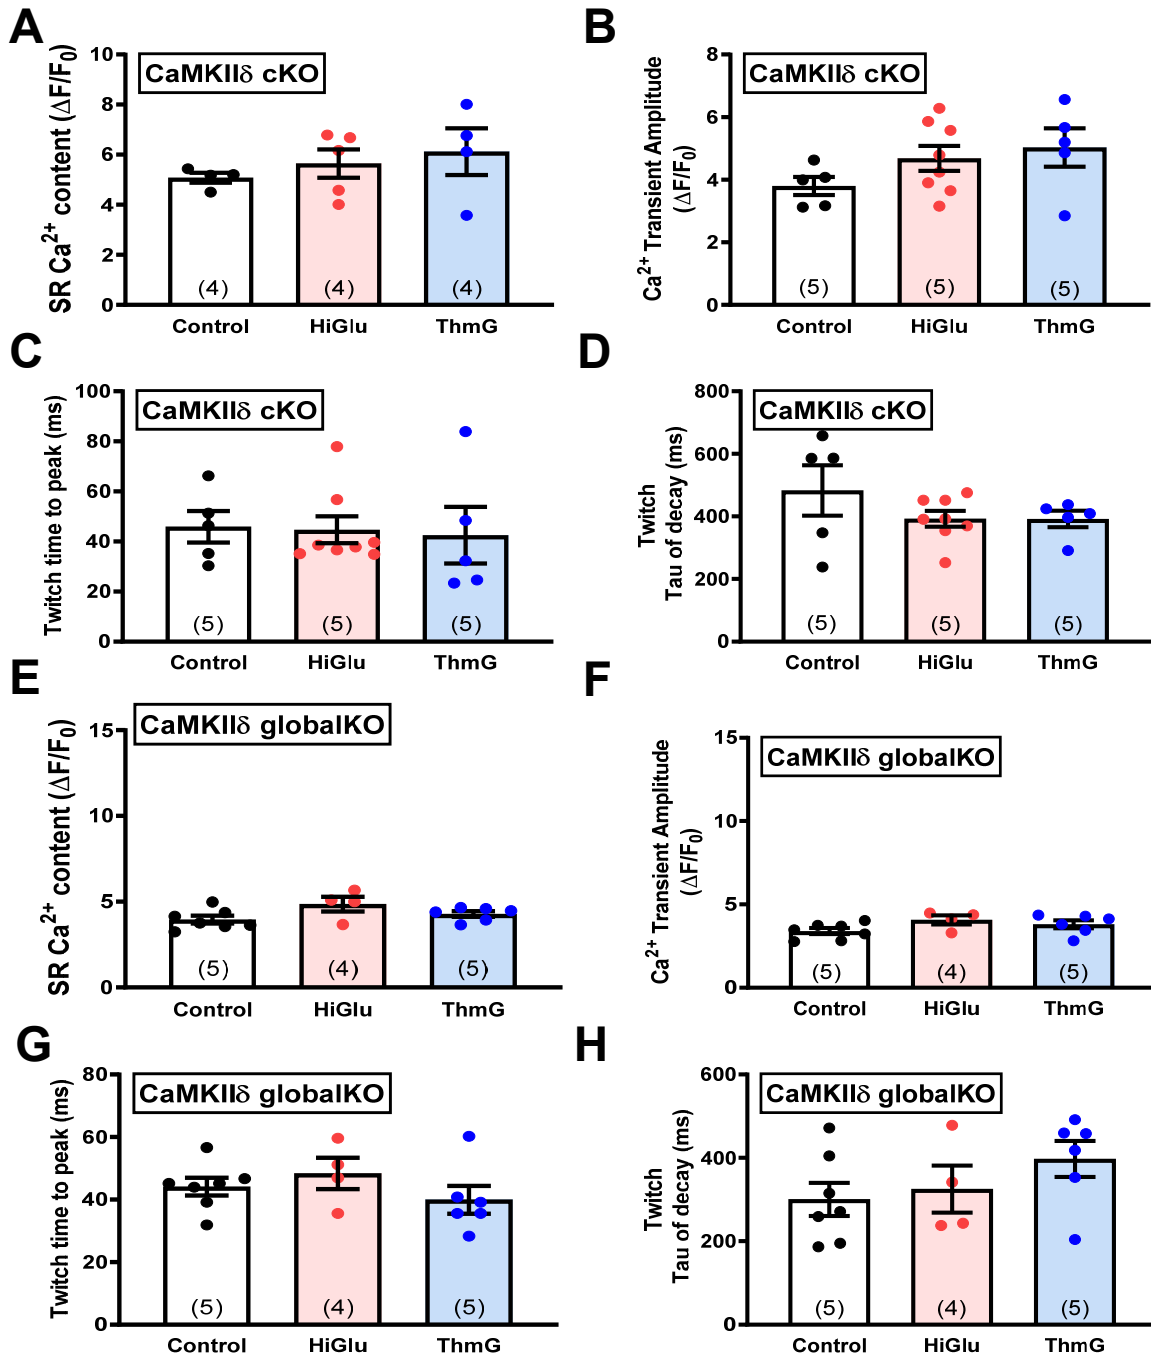 A
SR Ca2+ content (ΔF/F0)
CaMKIIδ cKO
10
8
6
4
2
0
(4)
(4)
(4)
Control
HiGlu
ThmG
B
Ca2+ Transient Amplitude
(ΔF/F0)
CaMKIIδ cKO
8
6
4
2
0
(5)
(5)
(5)
Control
HiGlu
ThmG
C
Twitch time to peak (ms)
CaMKIIδ cKO
100
80
60
40
20
0
(5)
(5)
(5)
Control
HiGlu
ThmG
D
Twitch
Tau of decay (ms)
CaMKIIδ cKO
800
600
400
200
0
(5)
(5)
(5)
Control
HiGlu
ThmG
E
SR Ca2+ content (ΔF/F0)
CaMKIIδ globalKO
15
10
5
0
(5)
(4)
(5)
Control
HiGlu
ThmG
F
Ca2+ Transient Amplitude
(ΔF/F0)
CaMKIIδ globalKO
15
10
5
0
(5)
(4)
(5)
Control
HiGlu
ThmG
G
Twitch time to peak (ms)
CaMKIIδ globalKO
80
60
40
20
0
(5)
(4)
(5)
Control
HiGlu
ThmG
H
Twitch
Tau of decay (ms)
CaMKIIδ globalKO
600
400
200
0
(5)
(4)
(5)
Control
HiGlu
ThmG